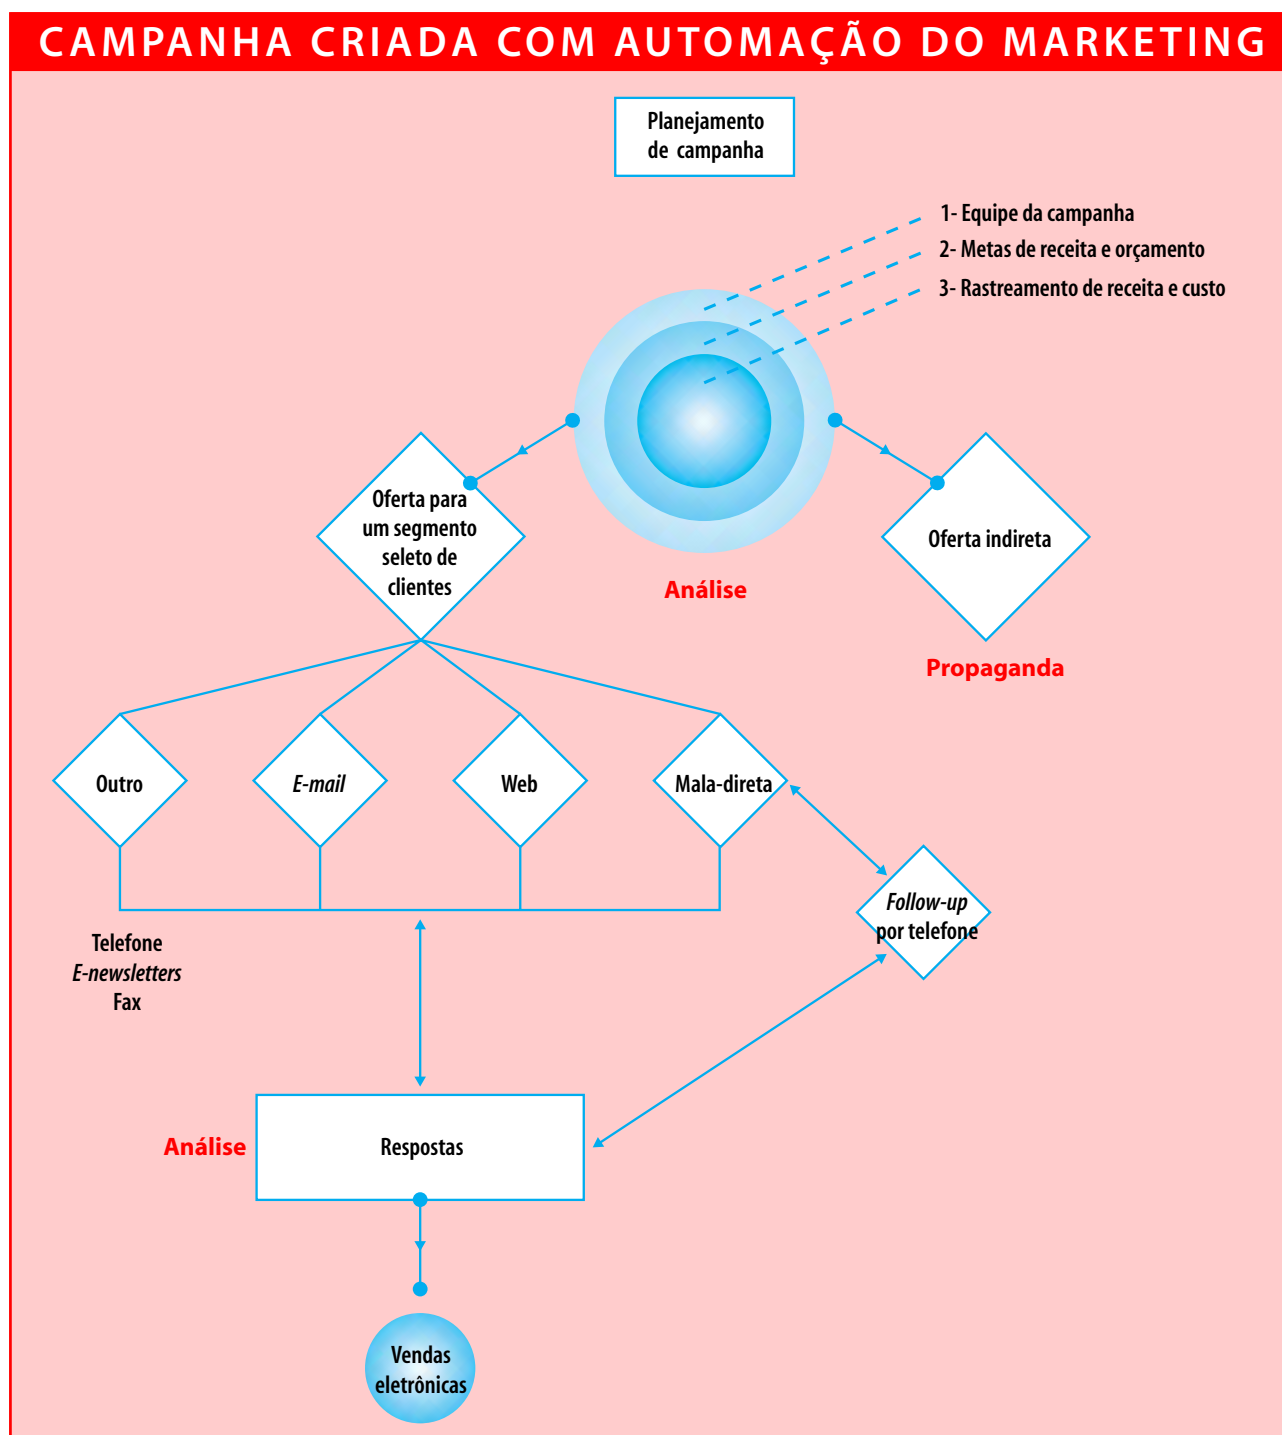 CAMPANHA CRIADA COM AUTOMAÇÃO DO MARKETING
Planejamento
de campanha
1- Equipe da campanha
2- Metas de receita e orçamento
3- Rastreamento de receita e custo
Oferta para
um segmento
seleto de
clientes
Análise
Oferta indireta
Propaganda
Outro
E-mail
Web
Mala-direta
Follow-up
por telefone
Telefone
E-newsletters
Fax
Análise
Respostas
Vendas
eletrônicas